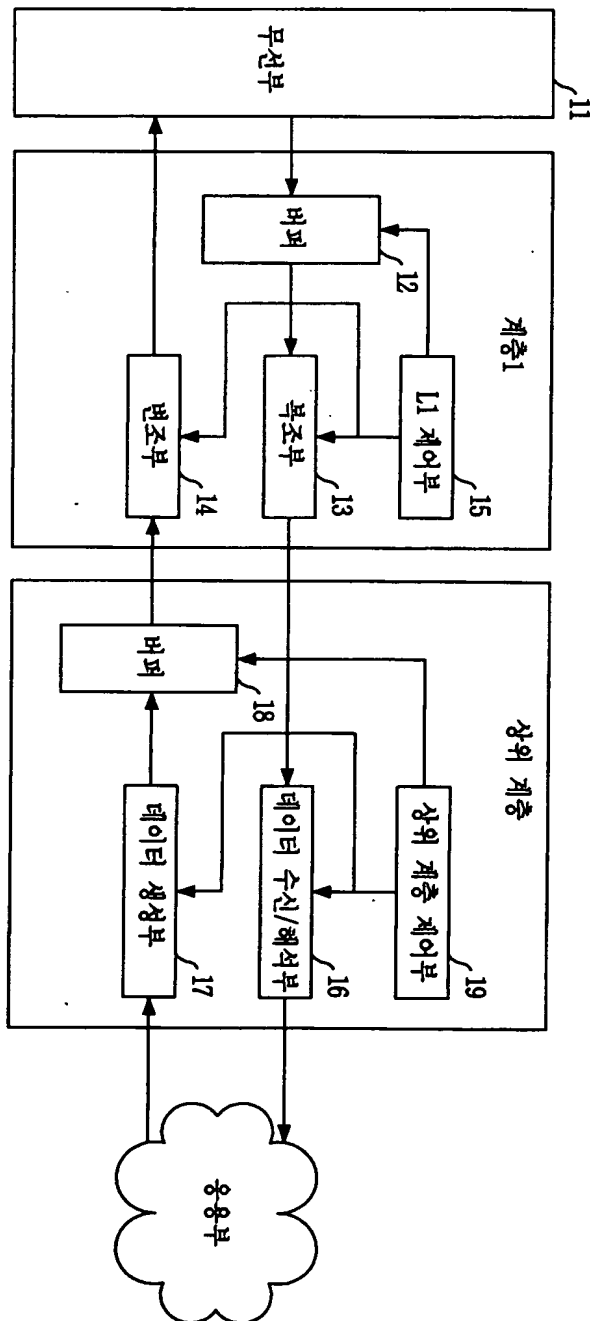 무선부
11
계층1
버퍼
12
L1 제어부
15
복조부
13
변조부
14
상위 계층
버퍼
18
상위 계층 제어부
19
데이터 수신/해석부
16
데이터 생성부
17
응용부